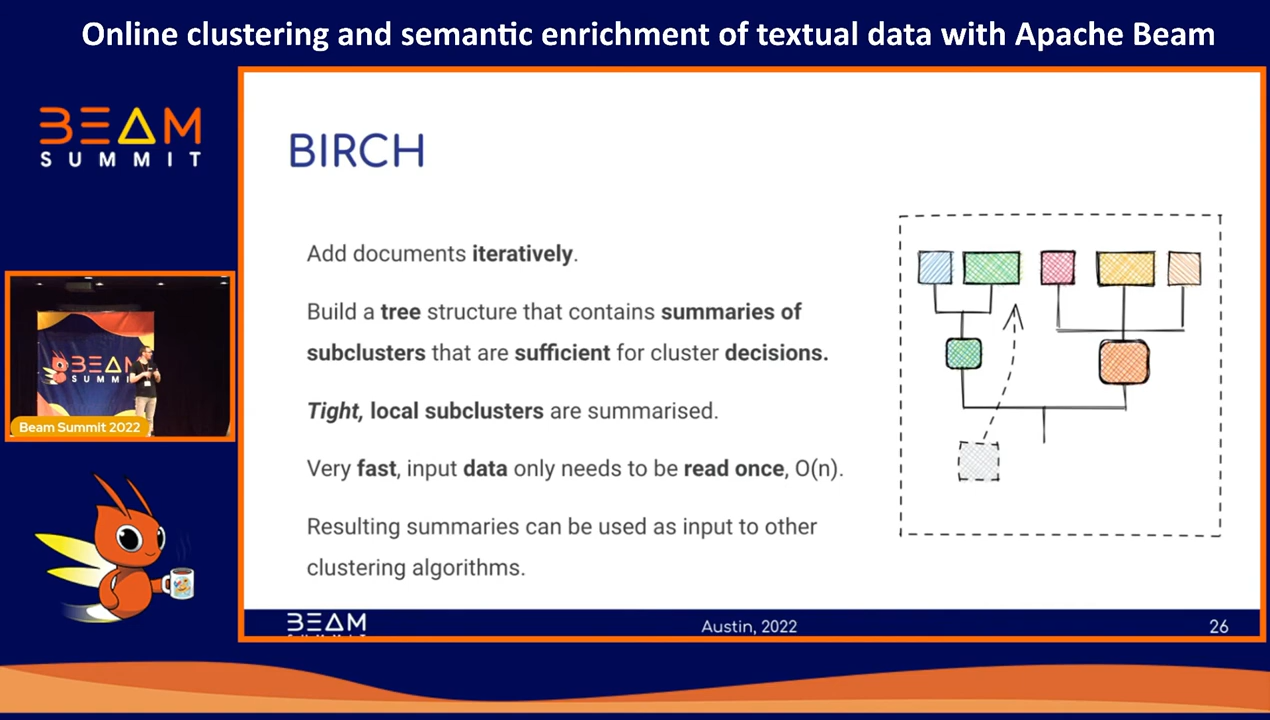 Online clustering and semantic enrichment of textual data with Apache Beam
BEAM
SUMMIT
BIRCH
Add documents iteratively.
Build a tree structure that contains summaries of
subclusters that are sufficient for cluster decisions.
Tight, local subclusters are summarised.
Very fast, input data only needs to be read once, O(n).
Resulting summaries can be used as input to other
clustering algorithms.
BEAM
SUMMI
Beam Summit 2022
BEAM
Austin, 2022
26